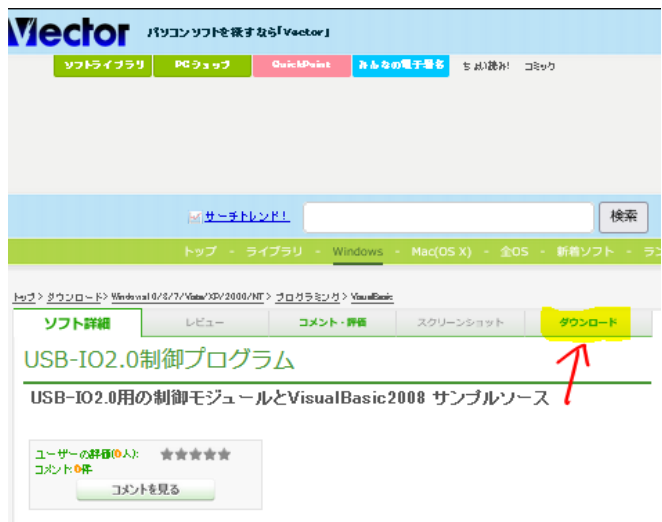 Vector パソコンソフトを探すなら「Vector」
ソフトライブラリ PCショップ QuickPoint みんなの電子署名 ちょい読み! コミック
サーチトレンド! 検索
トップ - ライブラリ - Windows - Mac(OS X) - 全OS - 新着ソフト - ラン
トップ > ダウンロード > Windows10/8/7/Vista/XP/2000/NT > プログラミング > VisualBasic
ソフト詳細 レビュー コメント・評価 スクリーンショット ダウンロード
USB-IO2.0制御プログラム
USB-IO2.0用の制御モジュールとVisualBasic2008 サンプルソース
ユーザーの評価(0人): ★★★★★
コメント:0件
コメントを見る